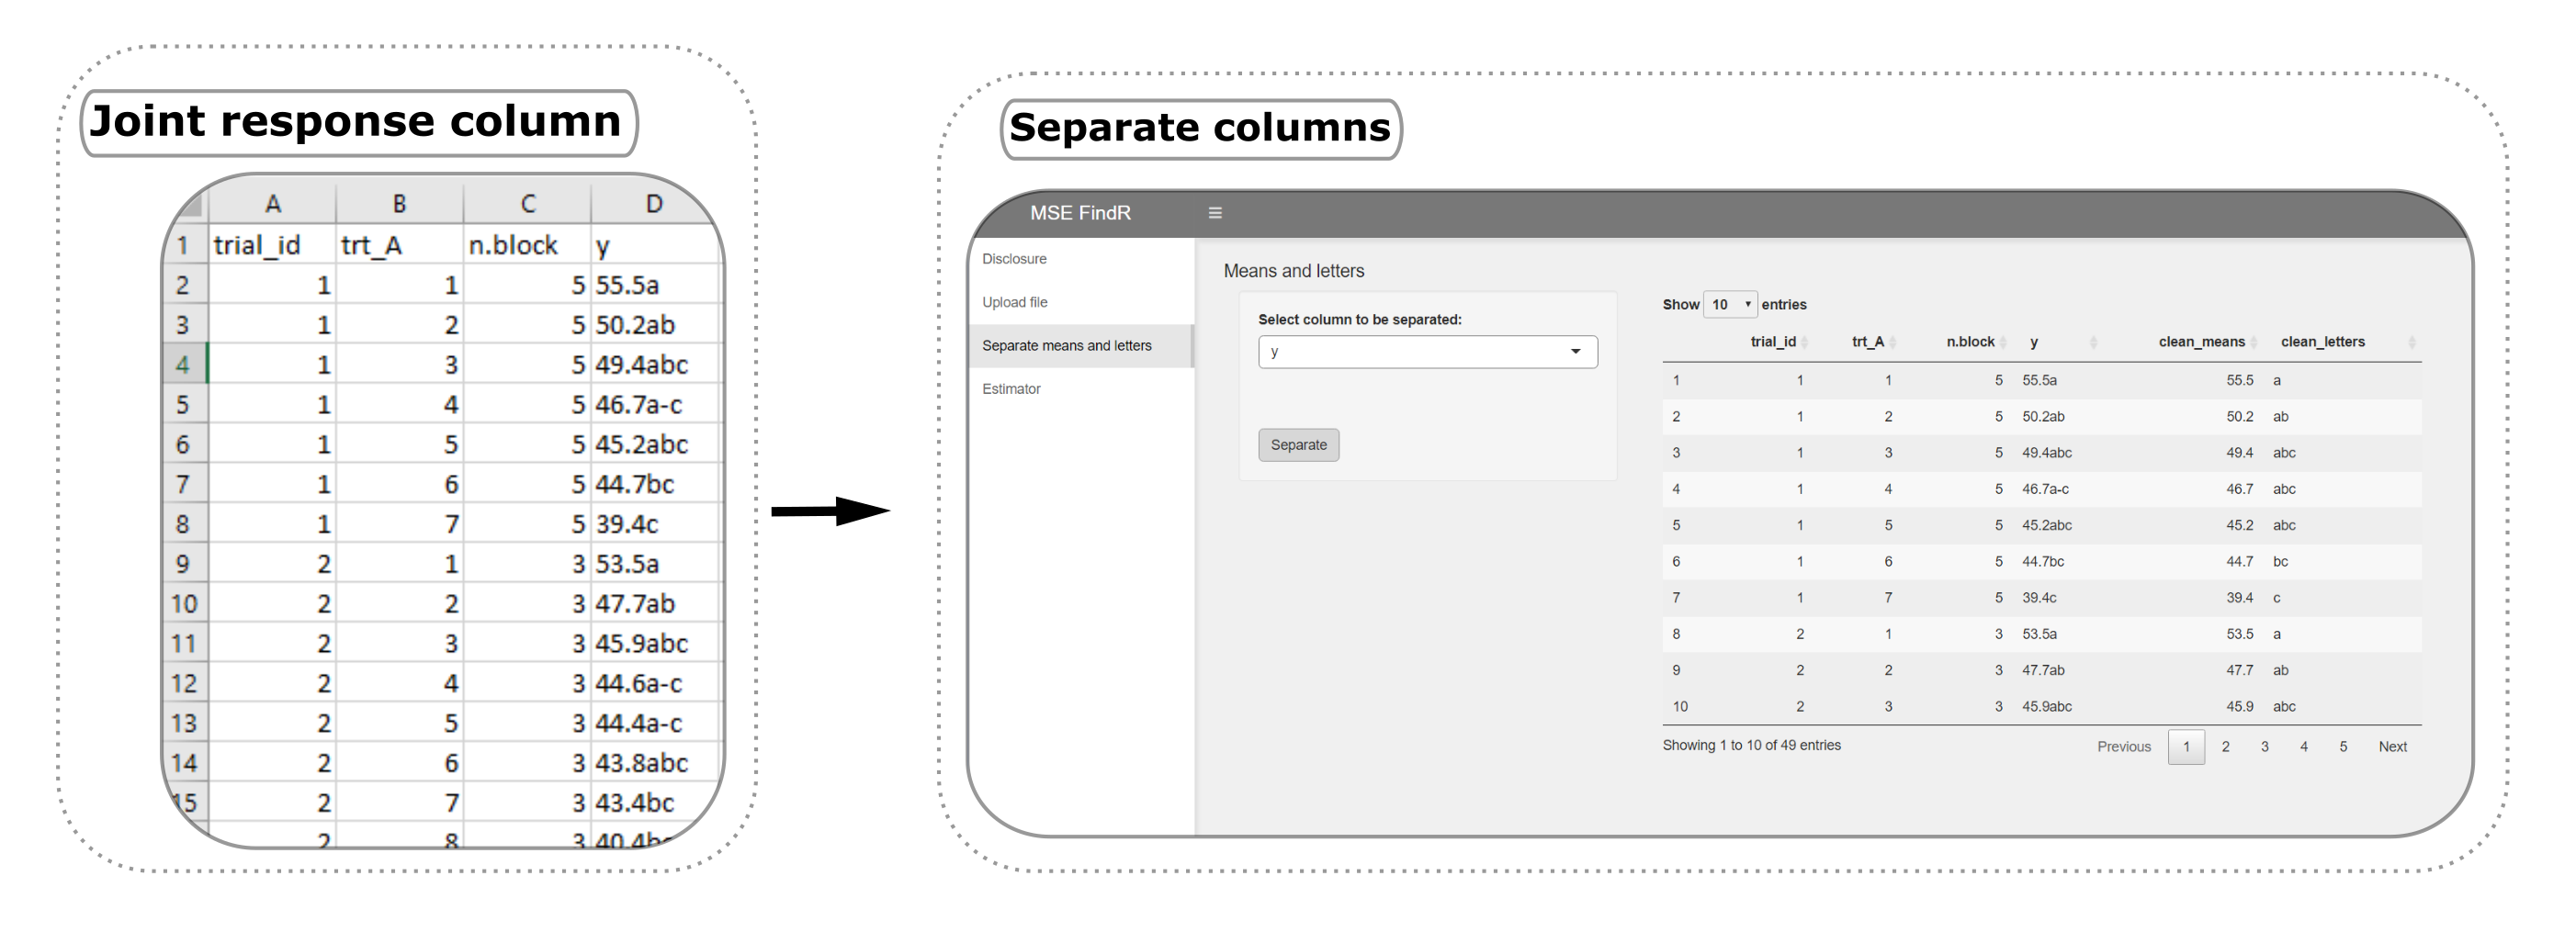 Joint response column
A B C D
1 trial_id trt_A n.block y
2 1 1 5 55.5a
3 1 2 5 50.2ab
4 1 3 5 49.4abc
5 1 4 5 46.7a-c
6 1 5 5 45.2abc
7 1 6 5 44.7bc
8 1 7 5 39.4c
9 2 1 3 53.5a
10 2 2 3 47.7ab
11 2 3 3 45.9abc
12 2 4 3 44.6a-c
13 2 5 3 44.4a-c
14 2 6 3 43.8abc
15 2 7 3 43.4bc
2 8 3
Separate columns
MSE FindR
Disclosure
Upload file
Separate means and letters
Estimator
Means and letters
Select column to be separated:
y
Separate
Show 10 entries
trial_id trt_A n.block y clean_means clean_letters
1 1 1 5 55.5a 55.5 a
2 1 2 5 50.2ab 50.2 ab
3 1 3 5 49.4abc 49.4 abc
4 1 4 5 46.7a-c 46.7 abc
5 1 5 5 45.2abc 45.2 abc
6 1 6 5 44.7bc 44.7 bc
7 1 7 5 39.4c 39.4 c
8 2 1 3 53.5a 53.5 a
9 2 2 3 47.7ab 47.7 ab
10 2 3 3 45.9abc 45.9 abc
Showing 1 to 10 of 49 entries
Previous 1 2 3 4 5 Next